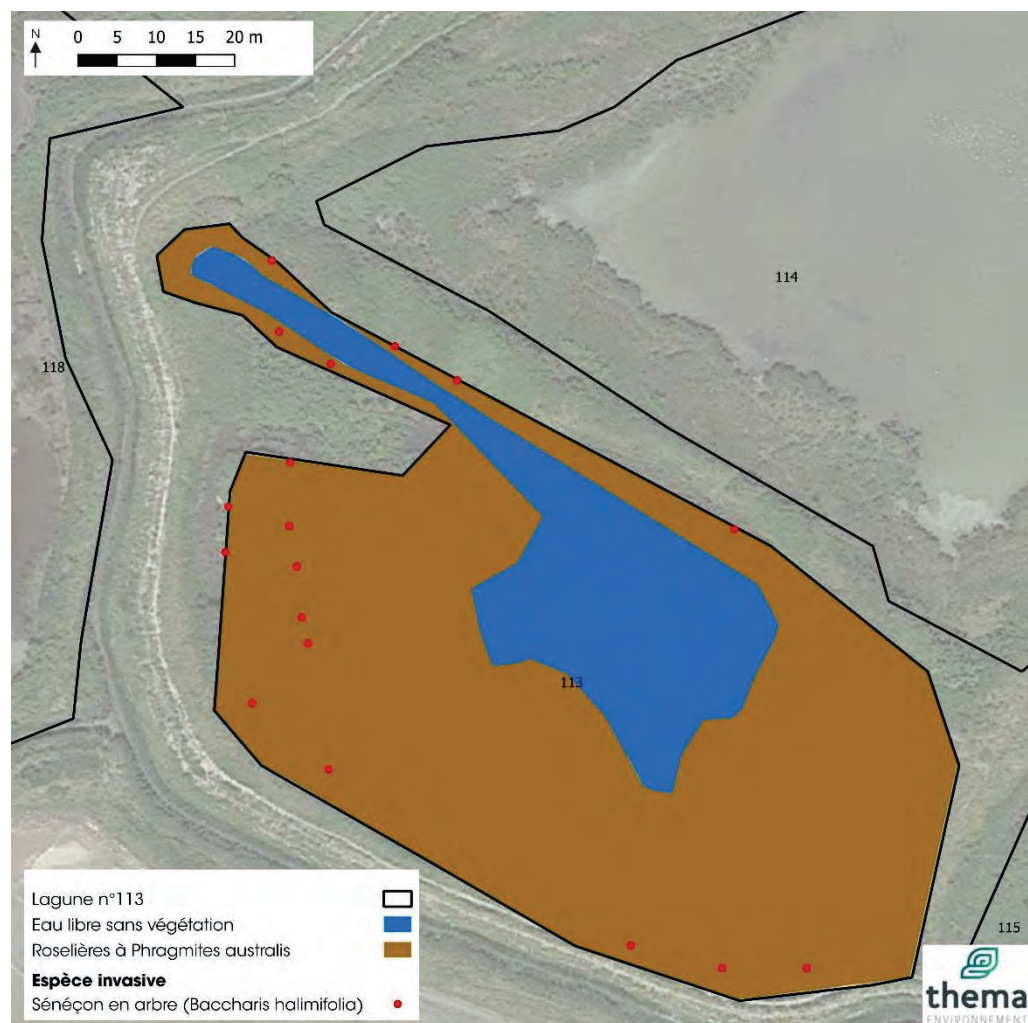 N
0 5 10 15 20 m
114
118
113
115
Lagune n°113
Eau libre sans végétation
Roselières à Phragmites australis
Espèce invasive
Sénéçon en arbre (Baccharis halimifolia)
thema
ENVIRONNEMENT